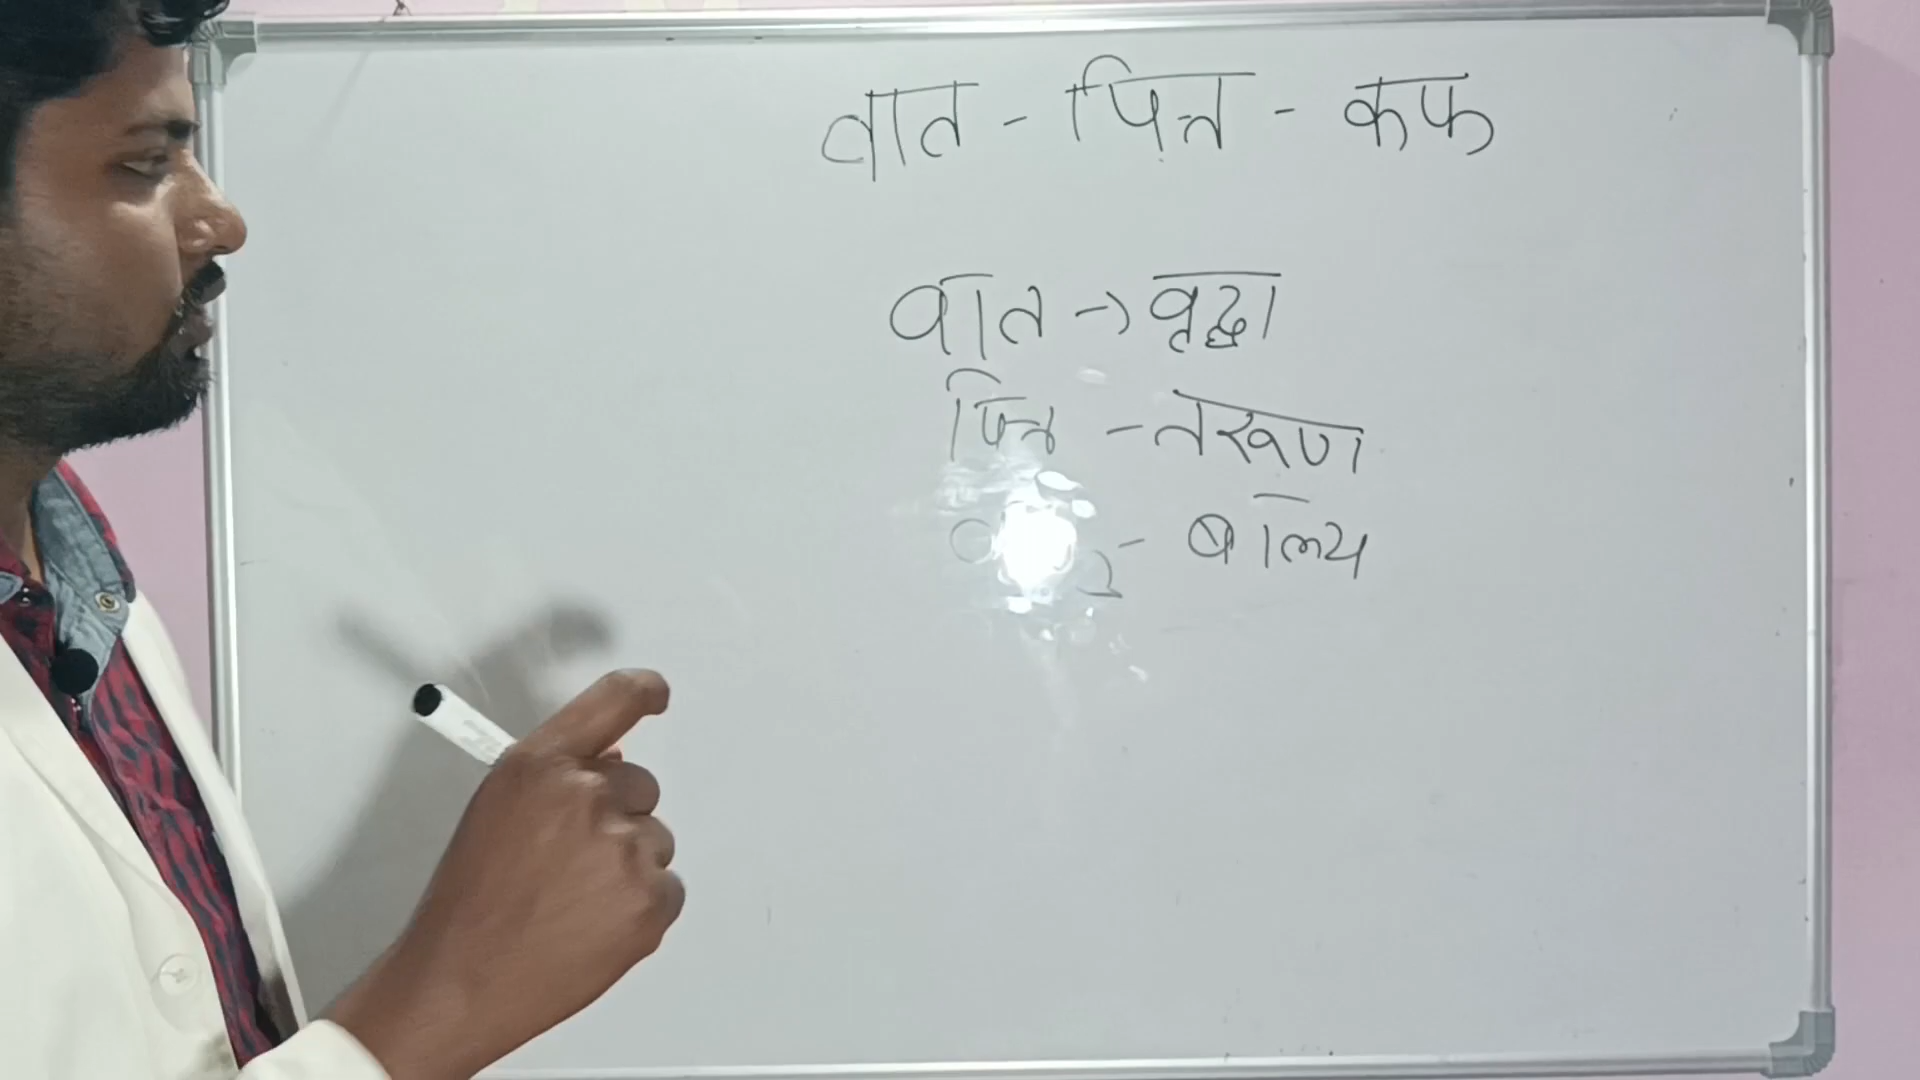 वात - पित्त - कफ
वात → वृद्धा
पित्त - तरूण
- बाल्य